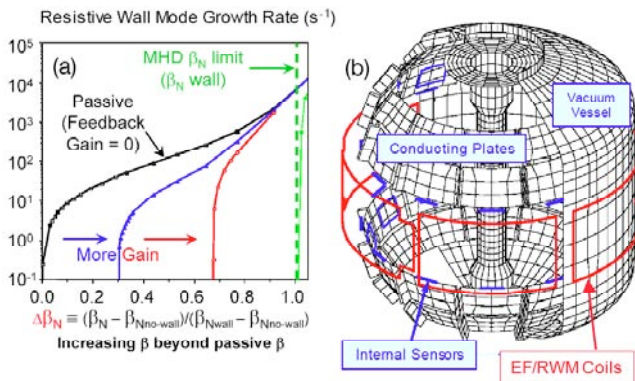 Resistive Wall Mode Growth Rate (s⁻¹)
10⁵
10⁴
10³
10²
10¹
10⁰
10⁻¹
(a)
MHD βN limit
(βN wall)
Passive
(Feedback
Gain = 0)
More Gain
0.0 0.2 0.4 0.6 0.8 1.0
ΔβN ≡ (βN – βNno-wall)/(βNwall – βNno-wall)
Increasing β beyond passive β
(b)
Vacuum
Vessel
Conducting Plates
Internal Sensors
EF/RWM Coils